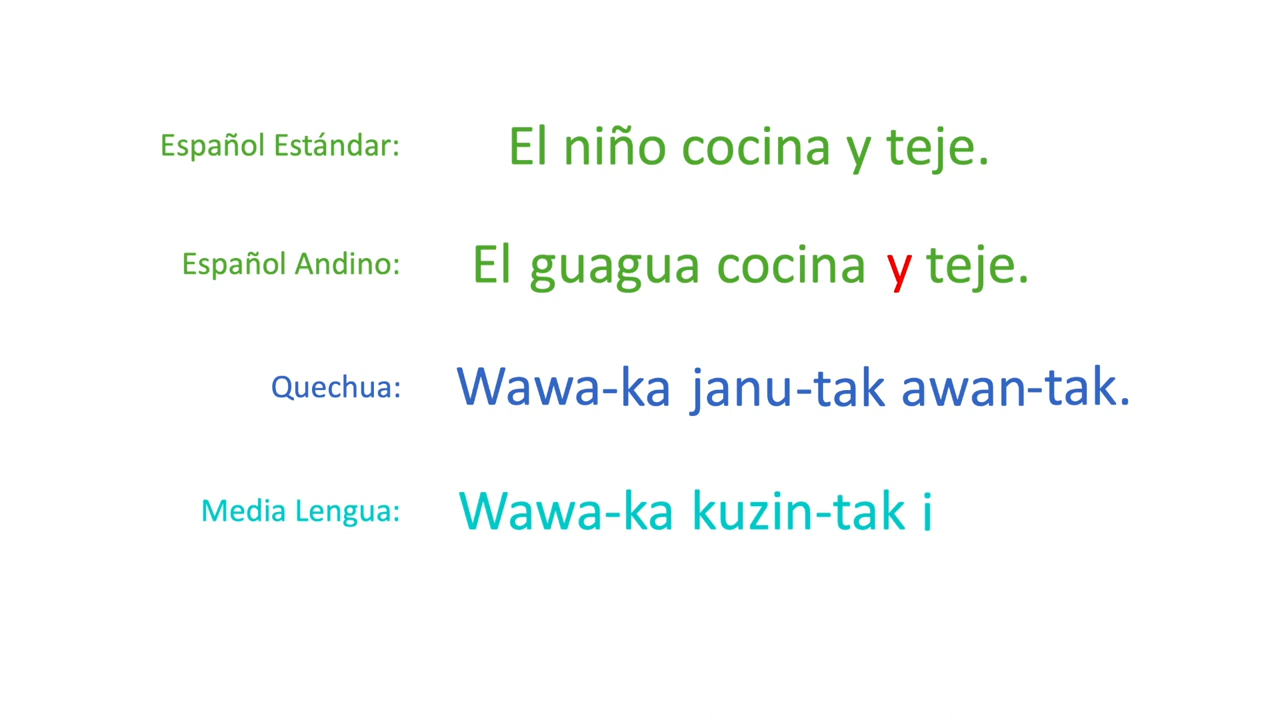 Español Estándar: El niño cocina y teje.
Español Andino: El guagua cocina y teje.
Quechua: Wawa-ka janu-tak awan-tak.
Media Lengua: Wawa-ka kuzin-tak i